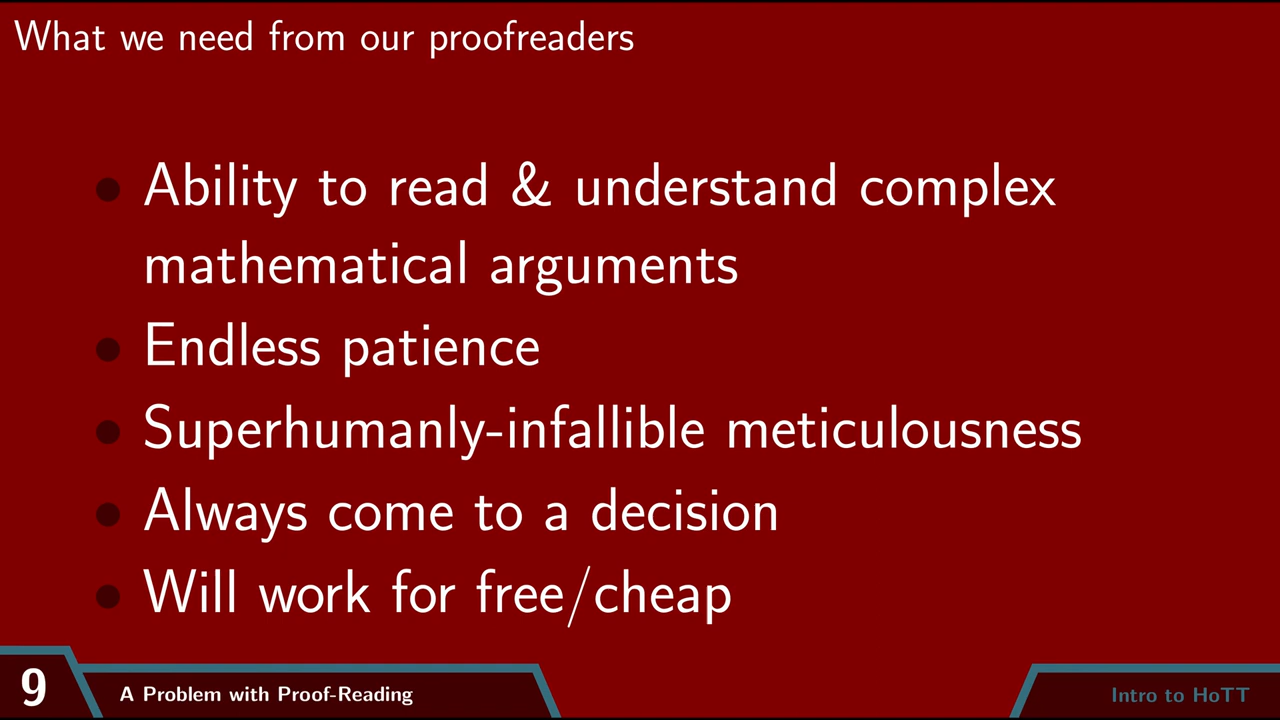 What we need from our proofreaders
• Ability to read & understand complex
mathematical arguments
• Endless patience
• Superhumanly-infallible meticulousness
• Always come to a decision
• Will work for free/cheap
9
A Problem with Proof-Reading
Intro to HoTT